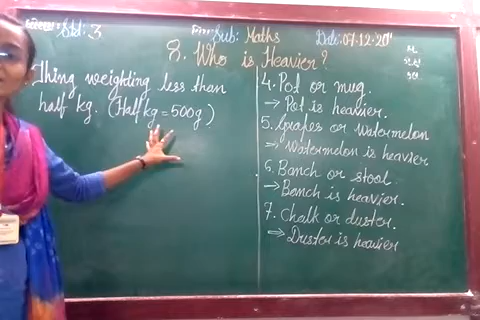 Std: 3 Sub: Maths Date: 07.12.20
8. Who is Heavier?
Thing weighting less than
half kg. (Half kg = 500g)
4. Pot or mug.
→ Pot is heavier.
5. Grapes or Watermelon
→ Watermelon is heavier
6. Bench or stool.
→ Bench is heavier.
7. Chalk or duster.
⇒ Duster is heavier